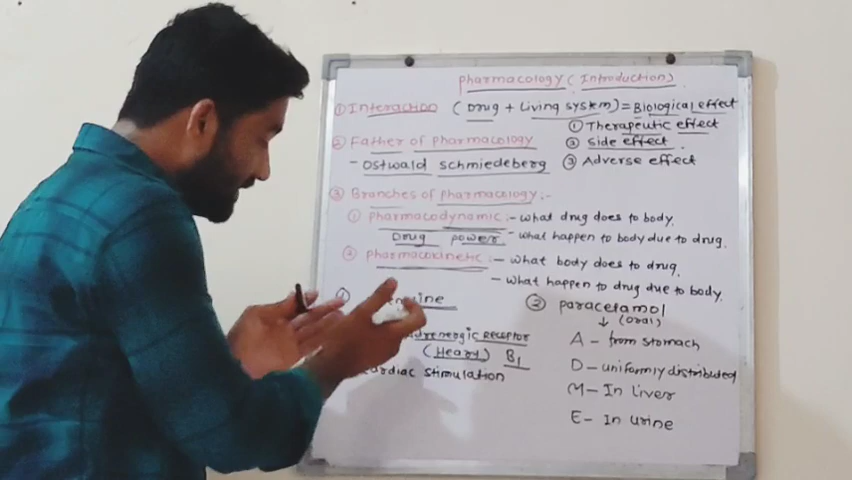 pharmacology (Introduction)
① Interaction (Drug + Living system) = Biological effect
① Therapeutic effect
② Father of pharmacology
② side effect
- Ostwald schmiedeberg
③ Adverse effect
③ Branches of pharmacology :-
① pharmacodynamic :- what drug does to body.
Drug power - what happen to body due to drug.
② pharmacokinetic :- what body does to drug.
- what happen to drug due to body.
② paracetamol
↓ (oral)
adrenergic receptor
A - from stomach
(Heart) B1
D - uniformly distributed
cardiac stimulation
M - In liver
E - In urine